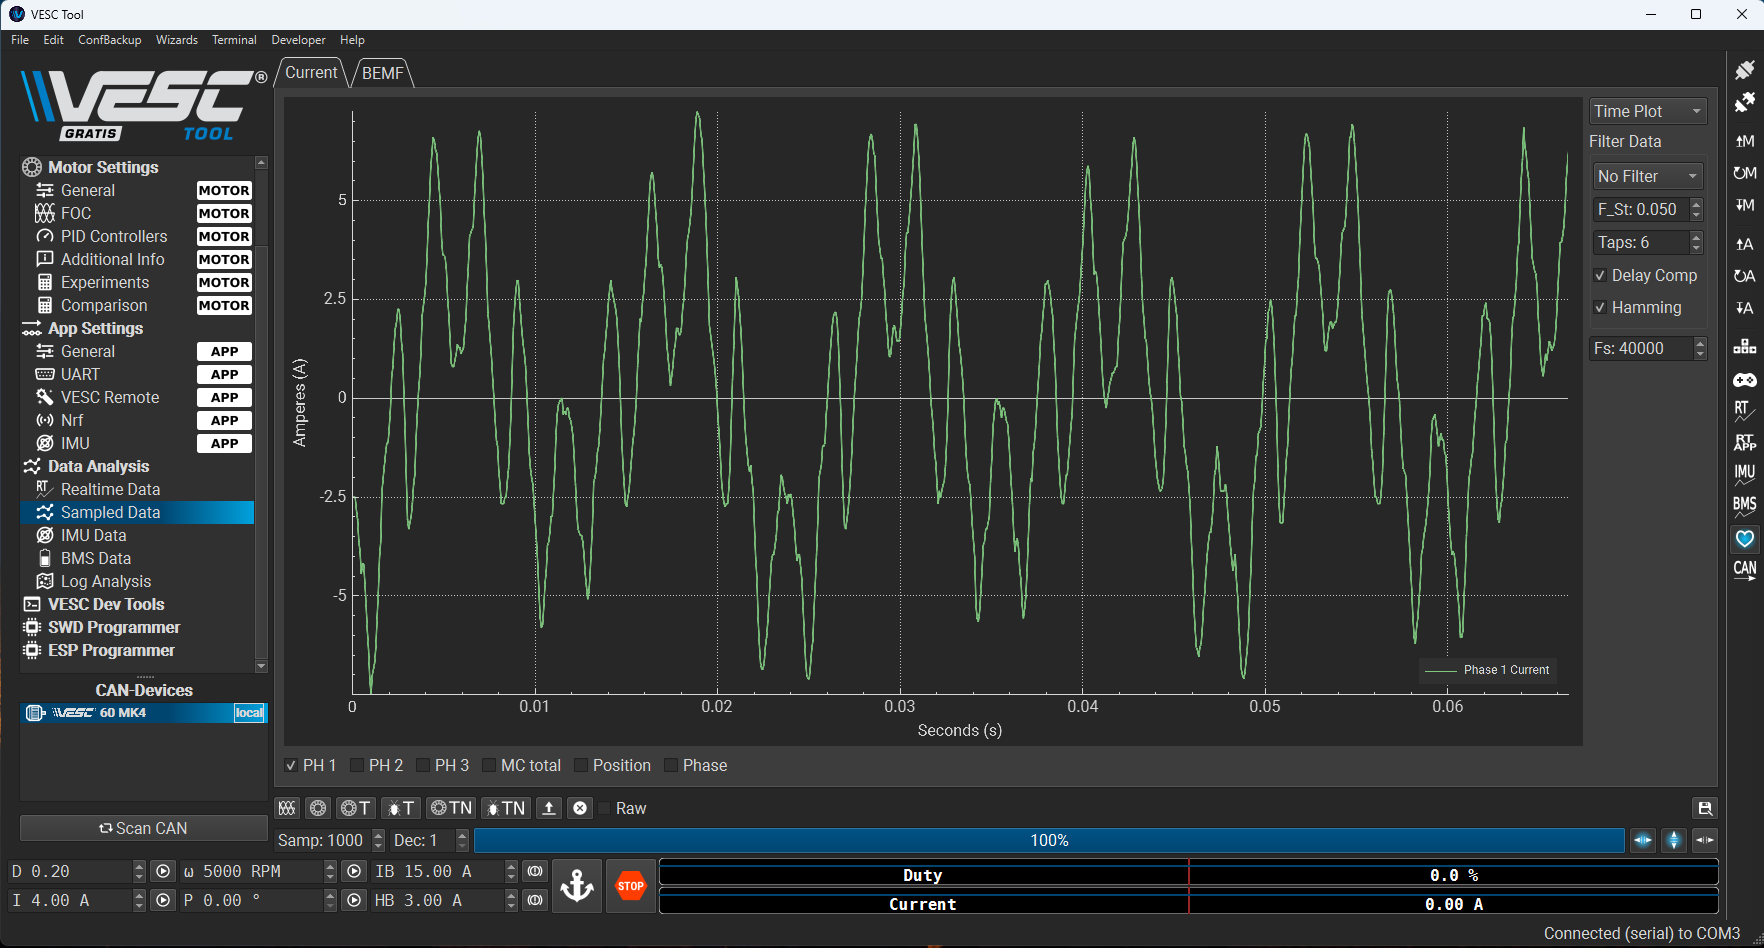 VESC Tool
File Edit ConfBackup Wizards Terminal Developer Help
VESC®
GRATIS TOOL
Motor Settings
General MOTOR
FOC MOTOR
PID Controllers MOTOR
Additional Info MOTOR
Experiments MOTOR
Comparison MOTOR
App Settings
General APP
UART APP
VESC Remote APP
Nrf APP
IMU APP
Data Analysis
RT Realtime Data
Sampled Data
IMU Data
BMS Data
Log Analysis
VESC Dev Tools
SWD Programmer
ESP Programmer
CAN-Devices
VESC 60 MK4 local
Scan CAN
Current BEMF
5
2.5
0
-2.5
-5
Amperes (A)
0 0.01 0.02 0.03 0.04 0.05 0.06
Seconds (s)
Phase 1 Current
Time Plot
Filter Data
No Filter
F_St: 0.050
Taps: 6
Delay Comp
Hamming
Fs: 40000
M
M
M
A
A
A
RT
RT APP
IMU
BMS
CAN
PH 1 PH 2 PH 3 MC total Position Phase
T T TN TN Raw
Samp: 1000 Dec: 1 100%
D 0.20 ω 5000 RPM IB 15.00 A
I 4.00 A P 0.00 ° HB 3.00 A
STOP
Duty 0.0 %
Current 0.00 A
Connected (serial) to COM3